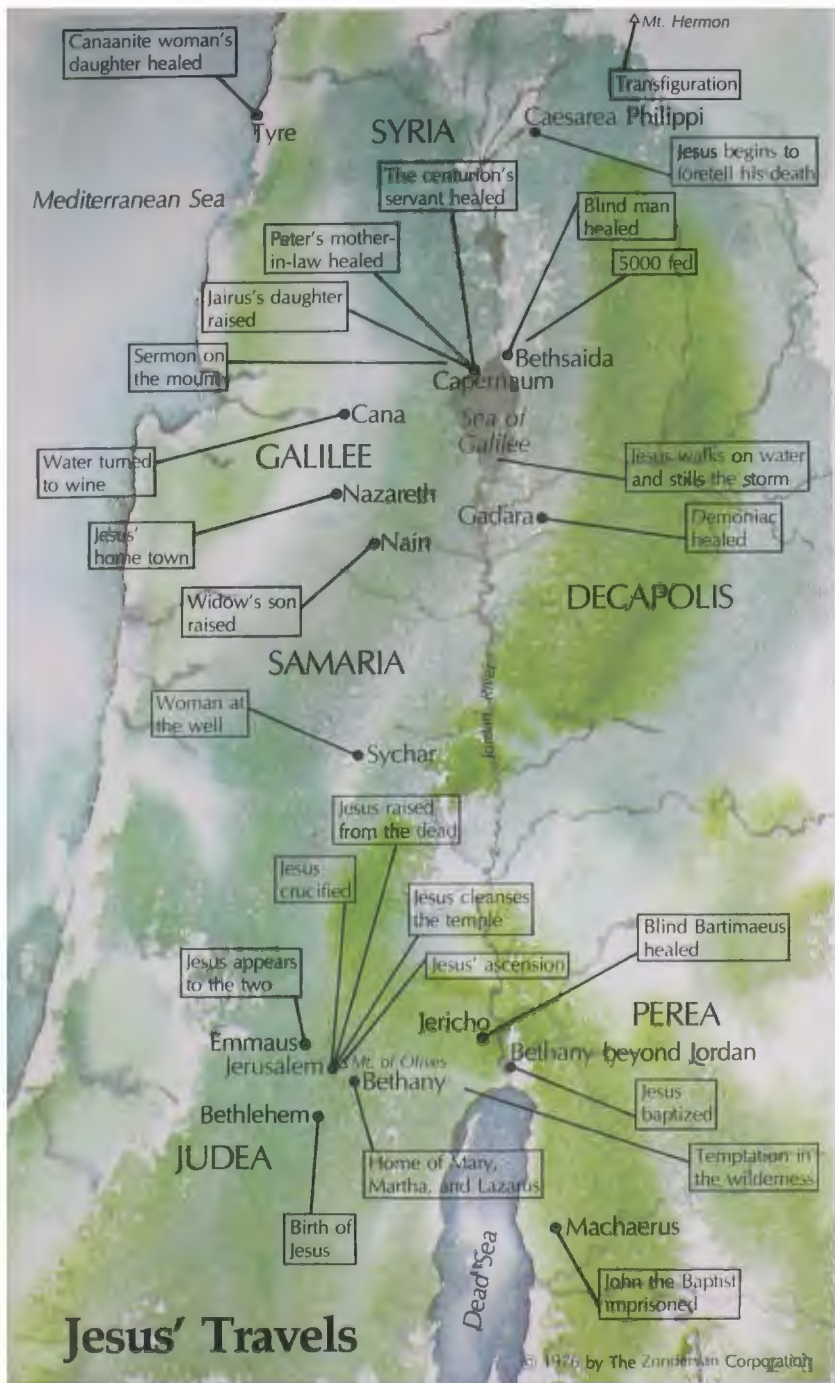 Mt. Hermon
Canaanite woman's
daughter healed
Transfiguration
Tyre
SYRIA
Caesarea Philippi
Jesus begins to
foretell his death
Mediterranean Sea
The centurion's
servant healed
Blind man
healed
Peter's mother-
in-law healed
5000 fed
Jairus's daughter
raised
Sermon on
the mount
Bethsaida
Capernaum
Cana
Sea of
Galilee
Water turned
to wine
GALILEE
Jesus walks on water
and stills the storm
Nazareth
Gadara
Jesus'
home town
Demoniac
healed
Nain
Widow's son
raised
DECAPOLIS
SAMARIA
Jordan River
Woman at
the well
Sychar
Jesus raised
from the dead
Jesus
crucified
Jesus cleanses
the temple
Blind Bartimaeus
healed
Jesus appears
to the two
Jesus' ascension
Jericho
PEREA
Emmaus
Bethany beyond Jordan
Jerusalem
Mt. of Olives
Bethany
Jesus
baptized
Bethlehem
JUDEA
Home of Mary,
Martha, and Lazarus
Temptation in
the wilderness
Birth of
Jesus
Machaerus
Dead Sea
John the Baptist
imprisoned
Jesus' Travels
© 1976 by The Zondervan Corporation